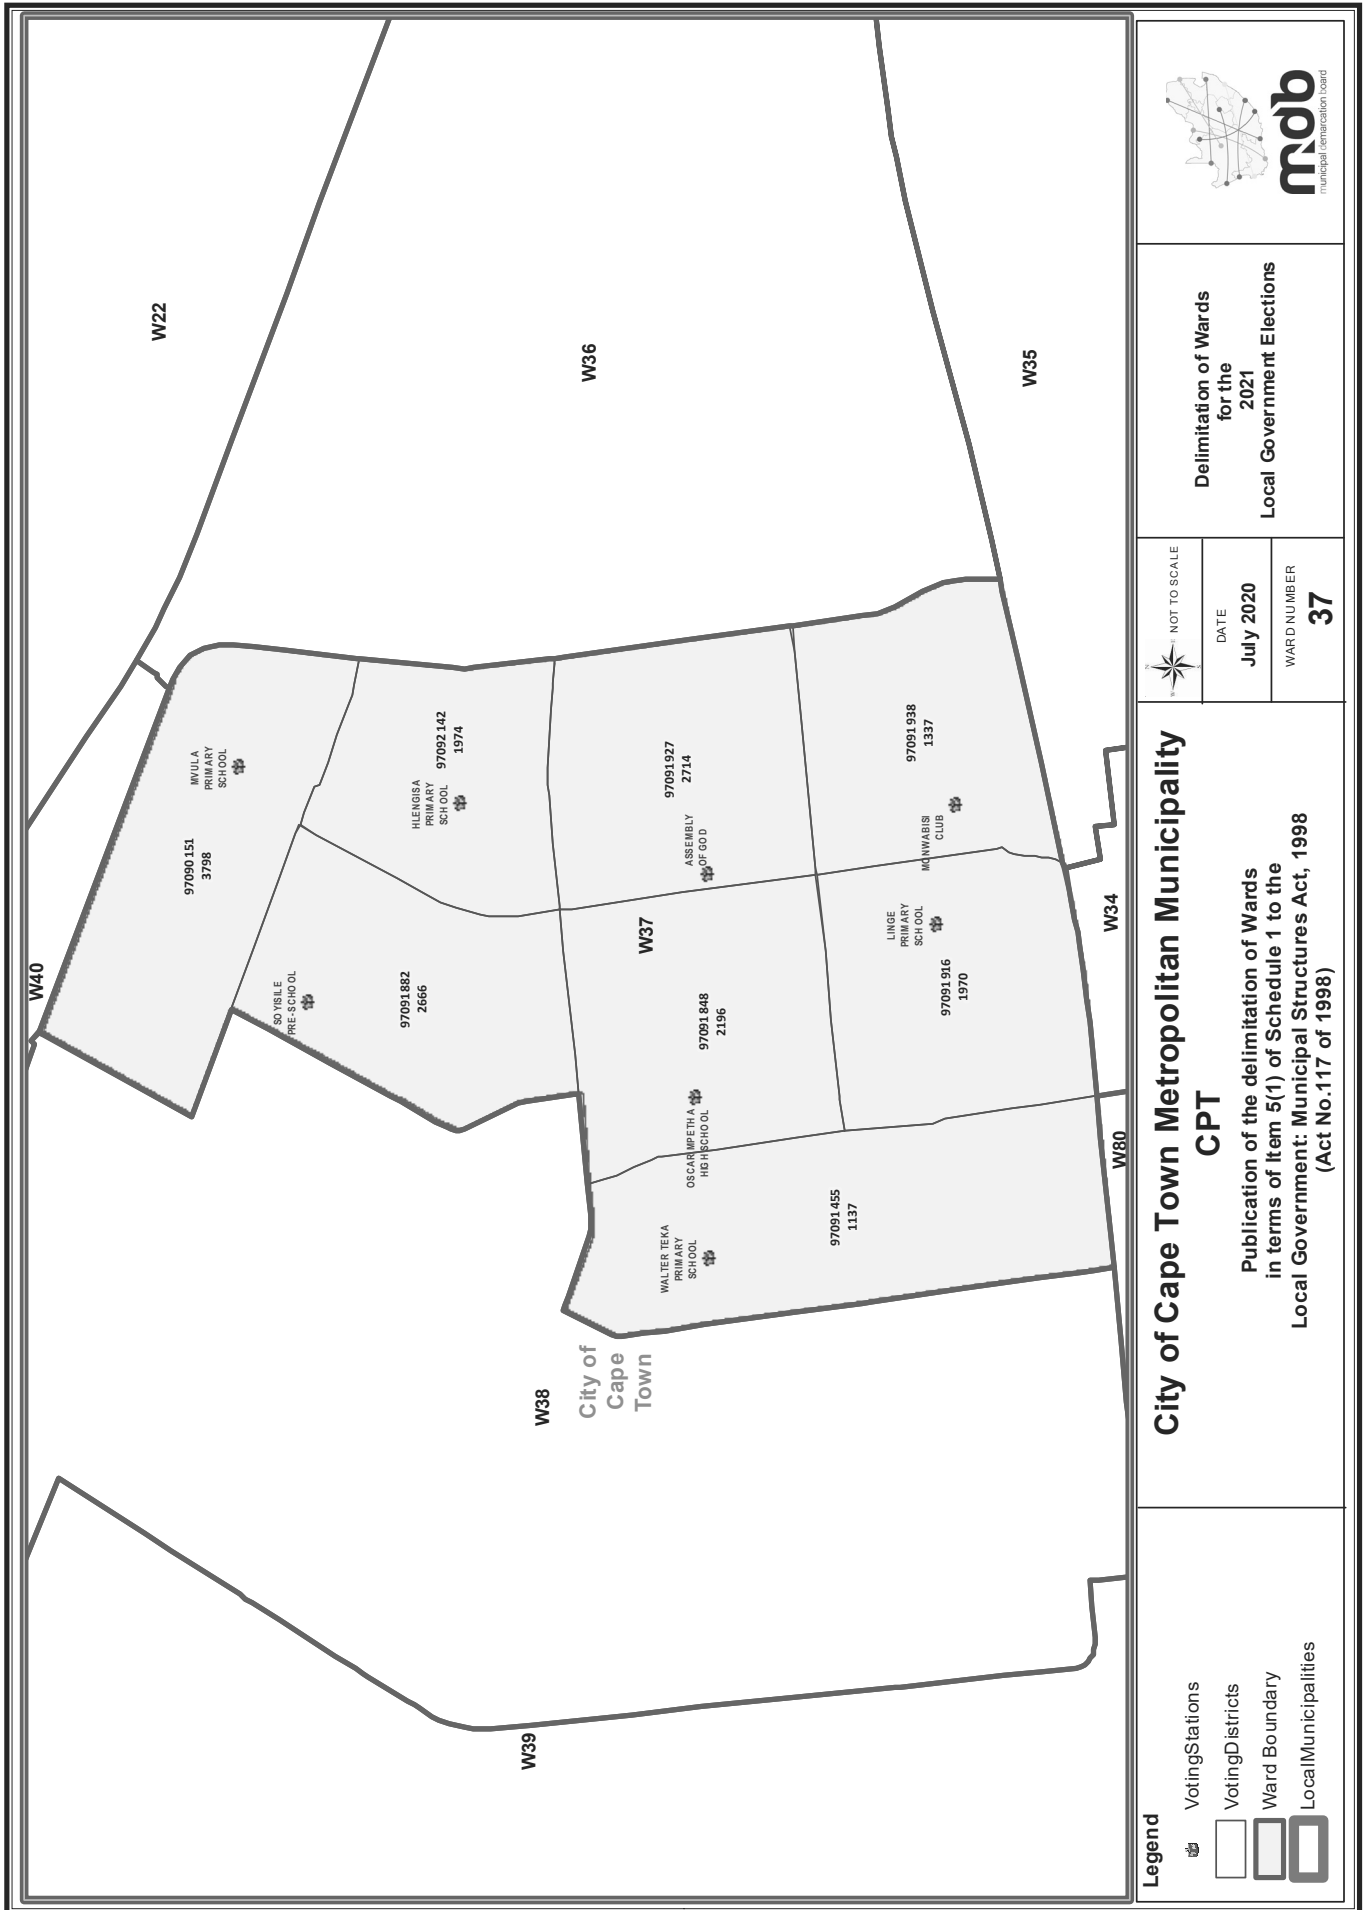 W22
W40
W36
W35
W37
W34
W80
W38
W39
City of
Cape
Town
MVULA
PRIMARY
SCHOOL
97090151
3798
HLENGISA
PRIMARY
SCHOOL
97092142
1974
SOYISILE
PRE-SCHOOL
97091882
2666
ASSEMBLY
OF GOD
97091927
2714
MONWABISI
CLUB
97091938
1337
LINGE
PRIMARY
SCHOOL
97091916
1970
97091848
2196
OSCAR MPETHA
HIGH SCHOOL
WALTER TEKA
PRIMARY
SCHOOL
97091455
1137
Legend
VotingStations
VotingDistricts
Ward Boundary
LocalMunicipalities
City of Cape Town Metropolitan Municipality
CPT
Publication of the delimitation of Wards
in terms of Item 5(1) of Schedule 1 to the
Local Government: Municipal Structures Act, 1998
(Act No.117 of 1998)
N
E
S
W
NOT TO SCALE
DATE
July 2020
WARD NUMBER
37
Delimitation of Wards
for the
2021
Local Government Elections
mdb
municipal demarcation board